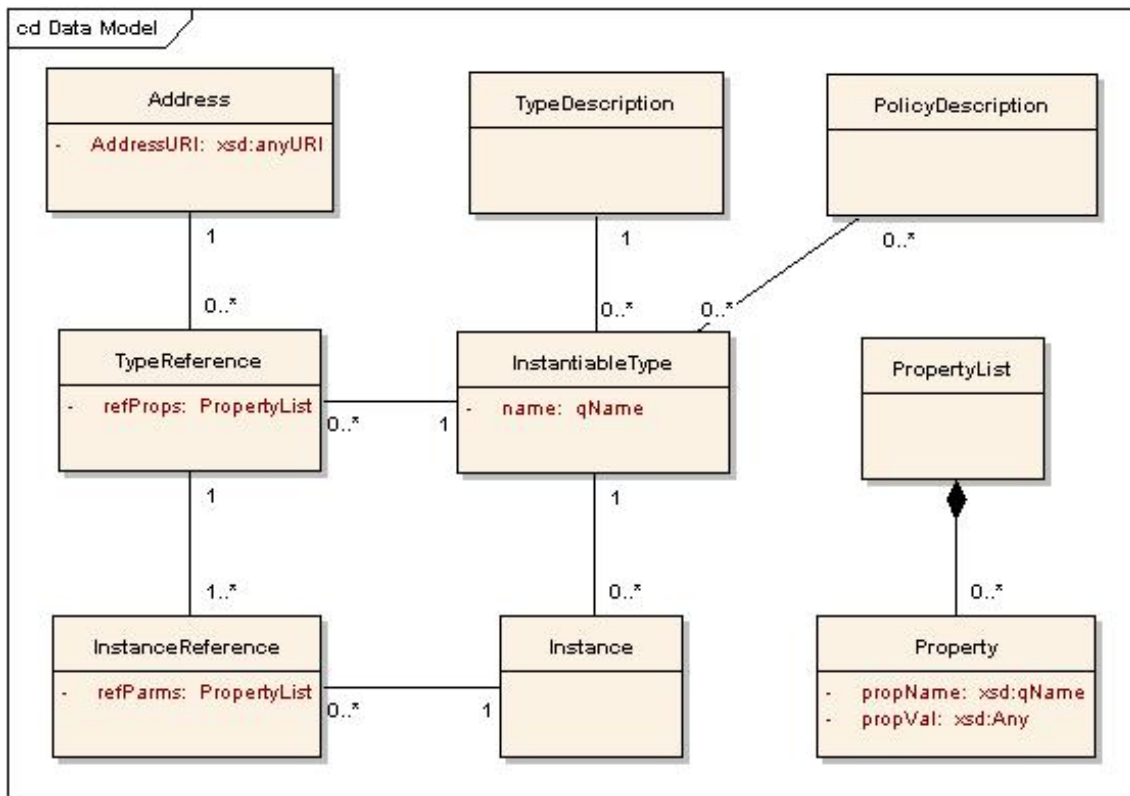 cd Data Model
Address
- AddressURI: xsd:anyURI
TypeDescription
PolicyDescription
1
0..*
1
0..*
0..*
0..*
TypeReference
- refProps: PropertyList
0..*
1
InstantiableType
- name: qName
PropertyList
1
1..*
1
0..*
0..*
InstanceReference
- refParms: PropertyList
0..*
1
Instance
Property
- propName: xsd:qName
- propVal: xsd:Any